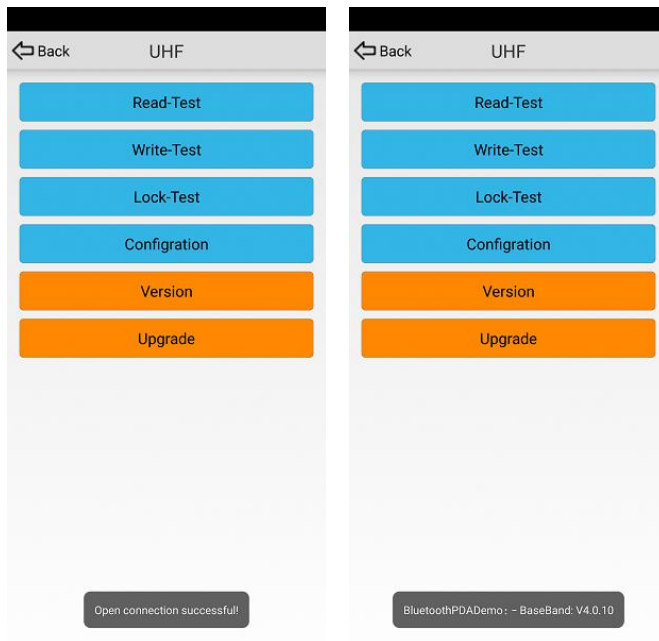 Back UHF
Read-Test
Write-Test
Lock-Test
Configration
Version
Upgrade
Open connection successful!
Back UHF
Read-Test
Write-Test
Lock-Test
Configration
Version
Upgrade
BluetoothPDADemo: - BaseBand: V4.0.10